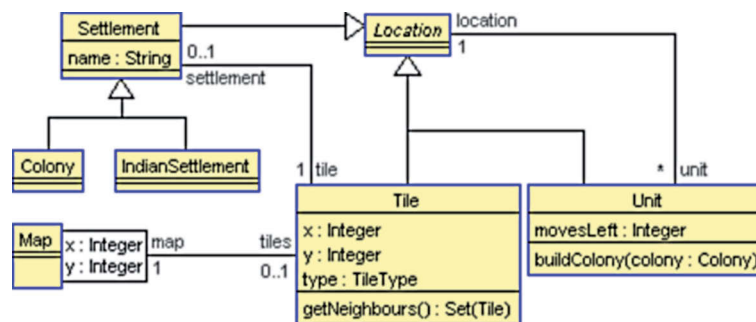 Settlement
name : String
0..1
settlement
Location
location
1
Colony
IndianSettlement
1 tile
* unit
Map
x : Integer
y : Integer
map
1
tiles
0..1
Tile
x : Integer
y : Integer
type : TileType
getNeighbours() : Set(Tile)
Unit
movesLeft : Integer
buildColony(colony : Colony)